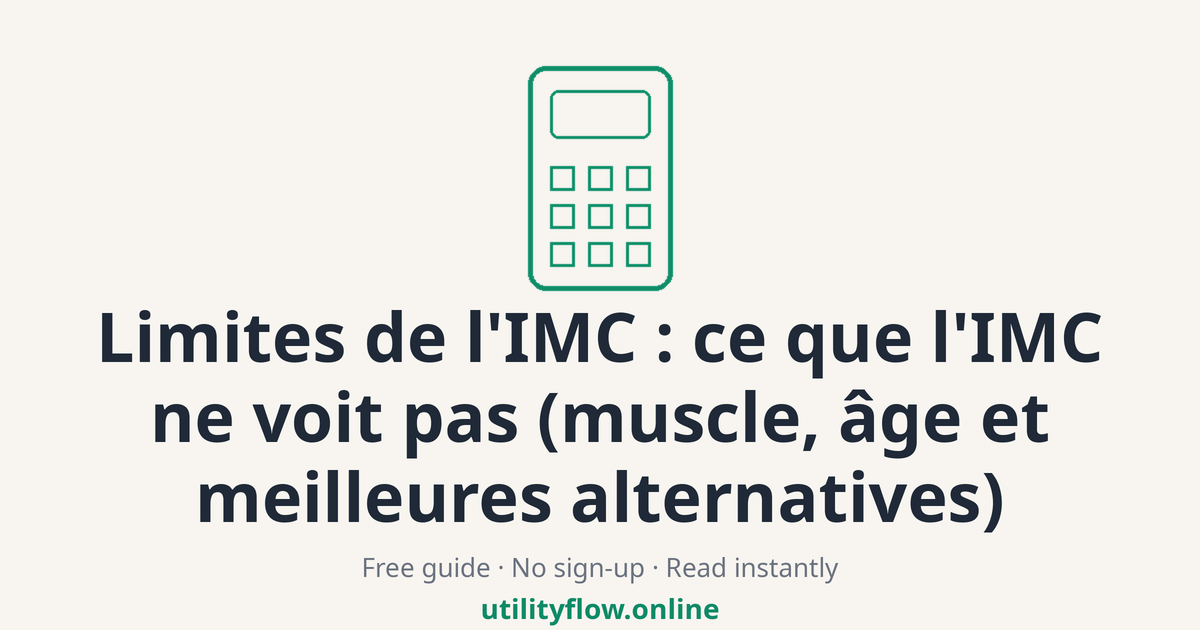 Limites de l'IMC : ce que l'IMC
ne voit pas (muscle, âge et
meilleures alternatives)
Free guide · No sign-up · Read instantly
utilityflow.online